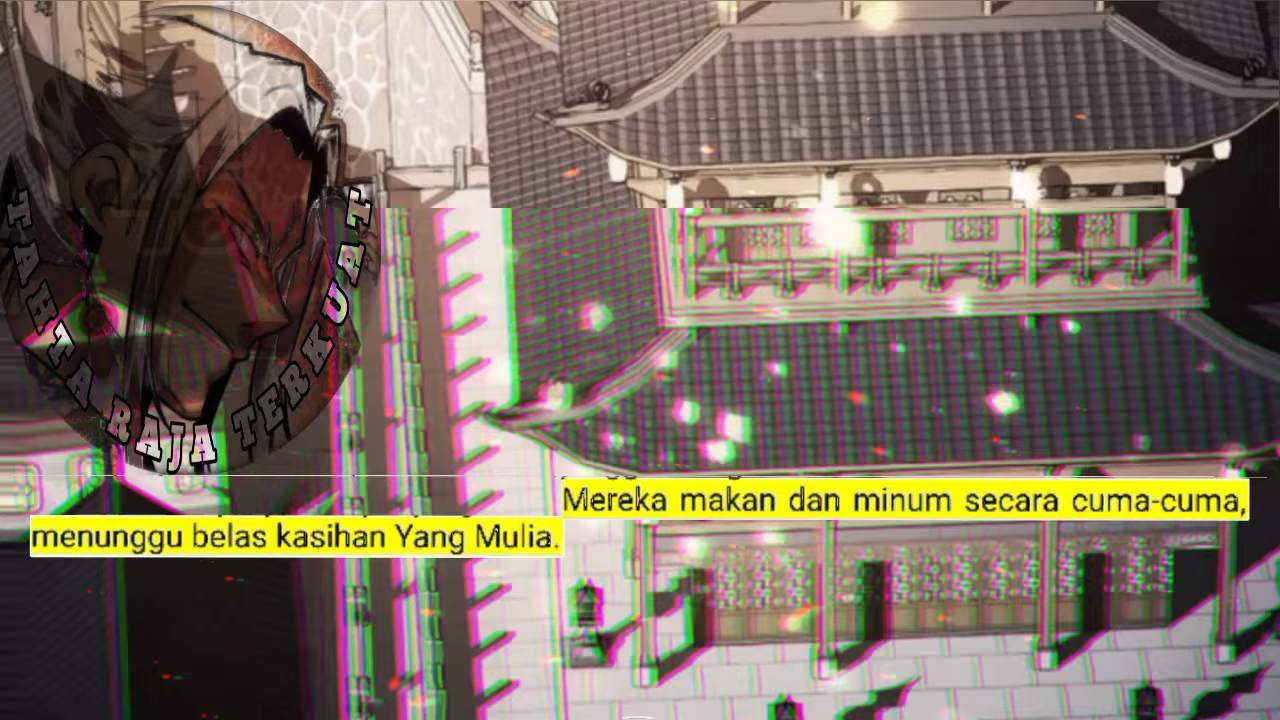 TAHTA RAJA TERKUAT
Mereka makan dan minum secara cuma-cuma,
menunggu belas kasihan Yang Mulia.